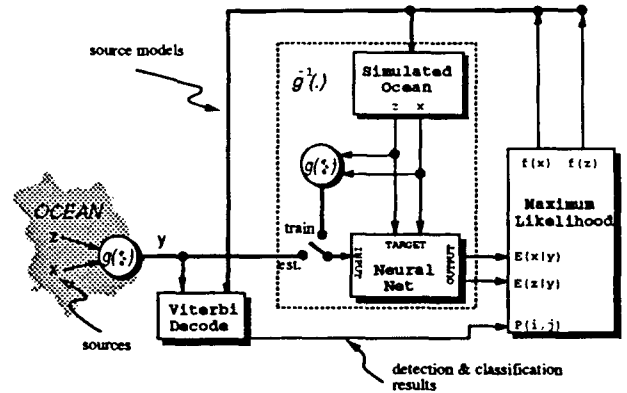 source models
g⁻¹(.)
Simulated
Ocean
z x
g(%)
f(x) f(z)
Maximum
Likelihood
OCEAN
z
x
g(%)
y
train
est.
TARGET
INPUT
Neural
Net
OUTPUT
E(x|y)
E(z|y)
P(i,j)
Viterbi
Decode
sources
detection & classification
results